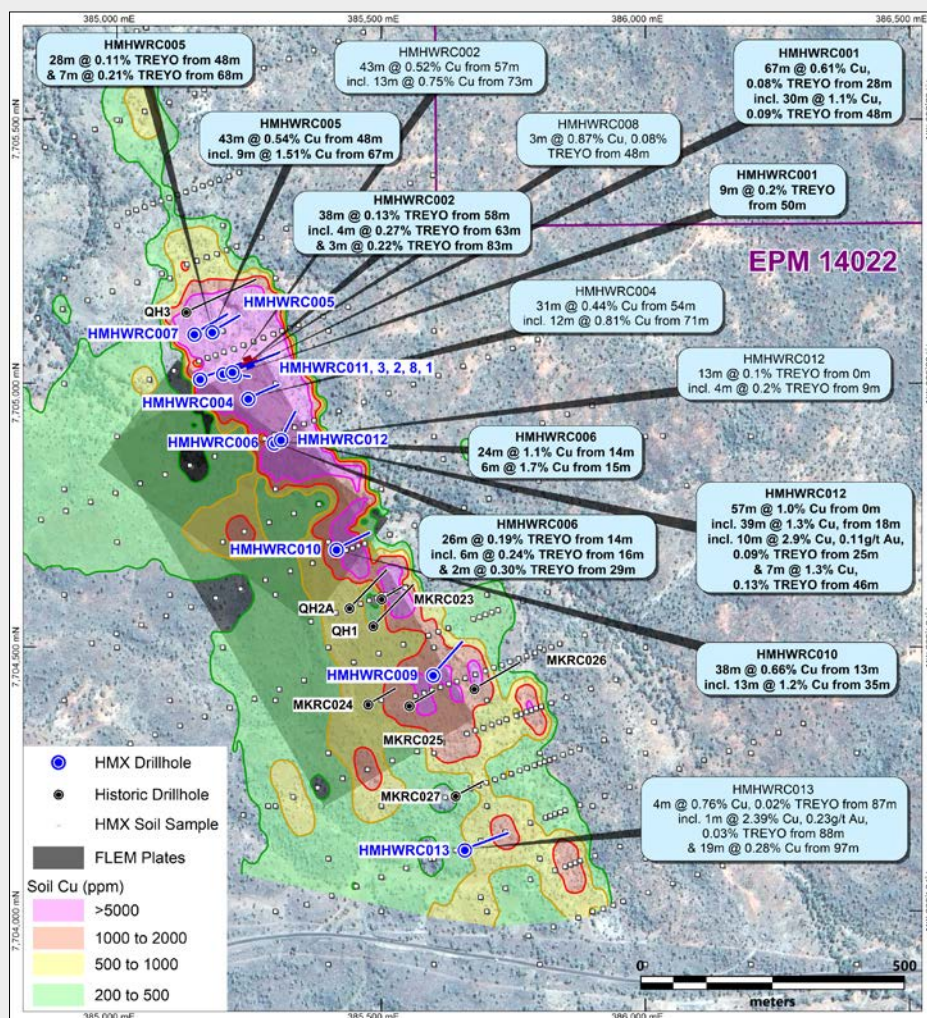 385,000 mE
385,500 mE
386,000 mE
386,500 mE
HMHWRC005
28m @ 0.11% TREYO from 48m
& 7m @ 0.21% TREYO from 68m
HMHWRC002
43m @ 0.52% Cu from 57m
incl. 13m @ 0.75% Cu from 73m
HMHWRC001
67m @ 0.61% Cu,
0.08% TREYO from 28m
incl. 30m @ 1.1% Cu,
0.09% TREYO from 48m
7,705,500 mN
HMHWRC005
43m @ 0.54% Cu from 48m
incl. 9m @ 1.51% Cu from 67m
HMHWRC008
3m @ 0.87% Cu, 0.08%
TREYO from 48m
HMHWRC001
9m @ 0.2% TREYO
from 50m
HMHWRC002
38m @ 0.13% TREYO from 58m
incl. 4m @ 0.27% TREYO from 63m
& 3m @ 0.22% TREYO from 83m
EPM 14022
QH3
HMHWRC005
HMHWRC007
HMHWRC004
31m @ 0.44% Cu from 54m
incl. 12m @ 0.81% Cu from 71m
HMHWRC011, 3, 2, 8, 1
7,705,000 mN
HMHWRC004
HMHWRC012
13m @ 0.1% TREYO from 0m
incl. 4m @ 0.2% TREYO from 9m
HMHWRC006
HMHWRC012
HMHWRC006
24m @ 1.1% Cu from 14m
6m @ 1.7% Cu from 15m
HMHWRC012
57m @ 1.0% Cu from 0m
incl. 39m @ 1.3% Cu, from 18m
incl. 10m @ 2.9% Cu, 0.11g/t Au,
0.09% TREYO from 25m
& 7m @ 1.3% Cu,
0.13% TREYO from 46m
HMHWRC006
26m @ 0.19% TREYO from 14m
incl. 6m @ 0.24% TREYO from 16m
& 2m @ 0.30% TREYO from 29m
HMHWRC010
QH2A
MKRC023
QH1
7,704,500 mN
HMHWRC010
38m @ 0.66% Cu from 13m
incl. 13m @ 1.2% Cu from 35m
MKRC026
HMHWRC009
MKRC024
MKRC025
MKRC027
HMHWRC013
4m @ 0.76% Cu, 0.02% TREYO from 87m
incl. 1m @ 2.39% Cu, 0.23g/t Au,
0.03% TREYO from 88m
& 19m @ 0.28% Cu from 97m
HMHWRC013
HMX Drillhole
Historic Drillhole
HMX Soil Sample
FLEM Plates
Soil Cu (ppm)
>5000
1000 to 2000
500 to 1000
200 to 500
7,704,000 mN
0
500
meters
385,000 mE
385,500 mE
386,000 mE